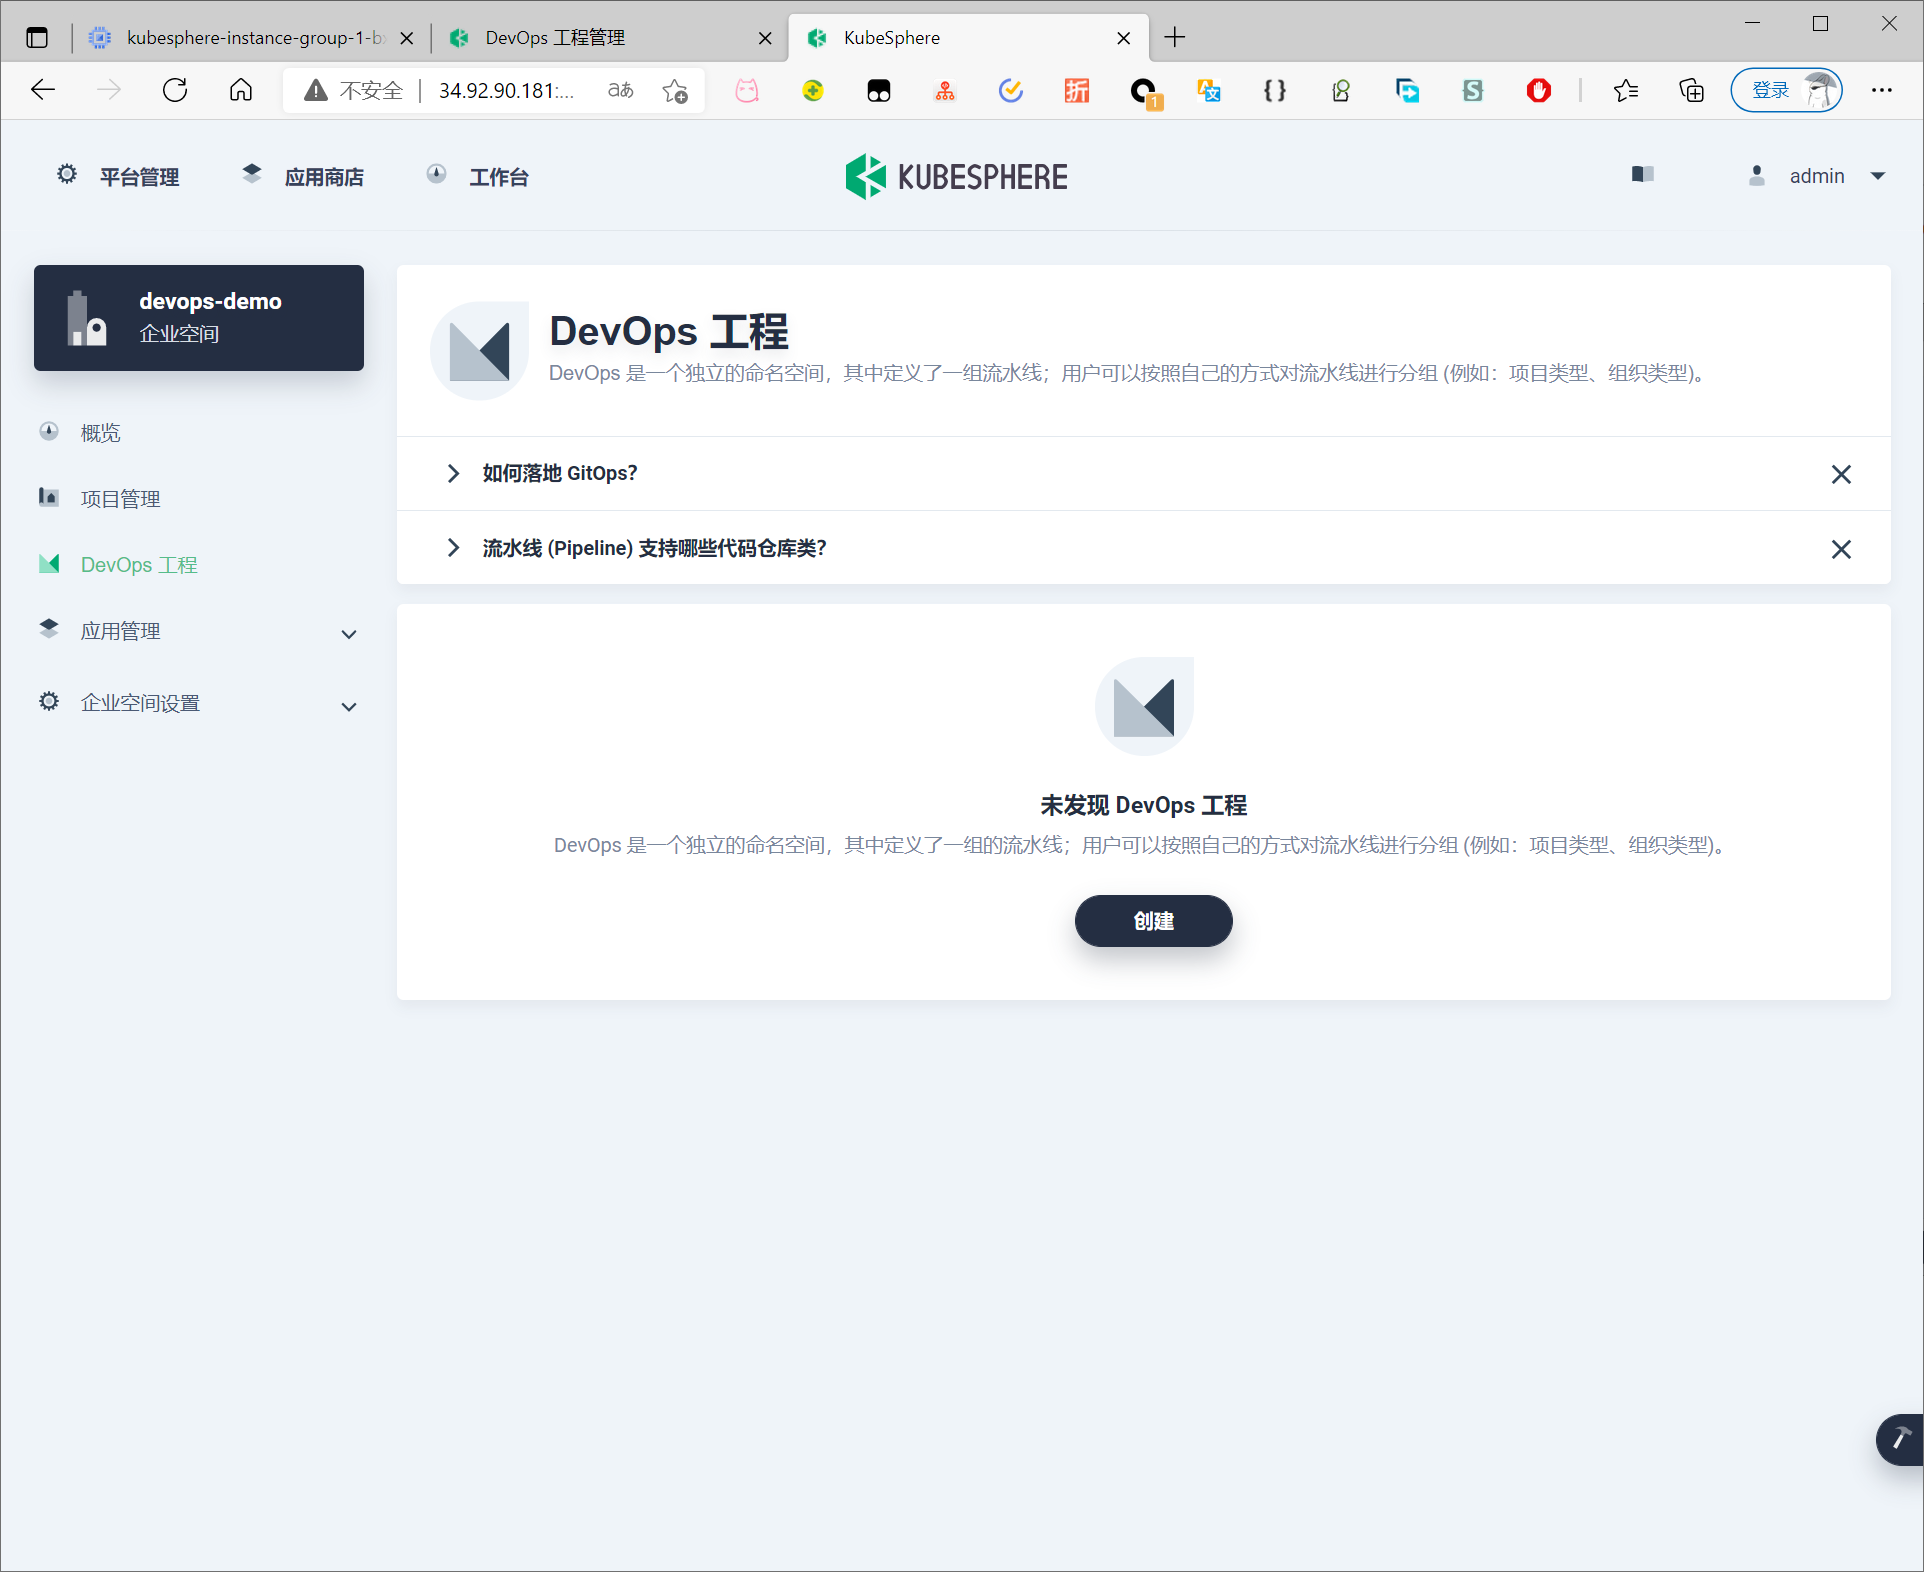 kubesphere-instance-group-1-bx
DevOps 工程管理
KubeSphere
不安全
34.92.90.181:...
aあ
折
1
登录
平台管理
应用商店
工作台
KUBESPHERE
admin
devops-demo
企业空间
概览
项目管理
DevOps 工程
应用管理
企业空间设置
DevOps 工程
DevOps 是一个独立的命名空间，其中定义了一组流水线；用户可以按照自己的方式对流水线进行分组 (例如：项目类型、组织类型)。
如何落地 GitOps？
流水线 (Pipeline) 支持哪些代码仓库类？
未发现 DevOps 工程
DevOps 是一个独立的命名空间，其中定义了一组的流水线；用户可以按照自己的方式对流水线进行分组 (例如：项目类型、组织类型)。
创建